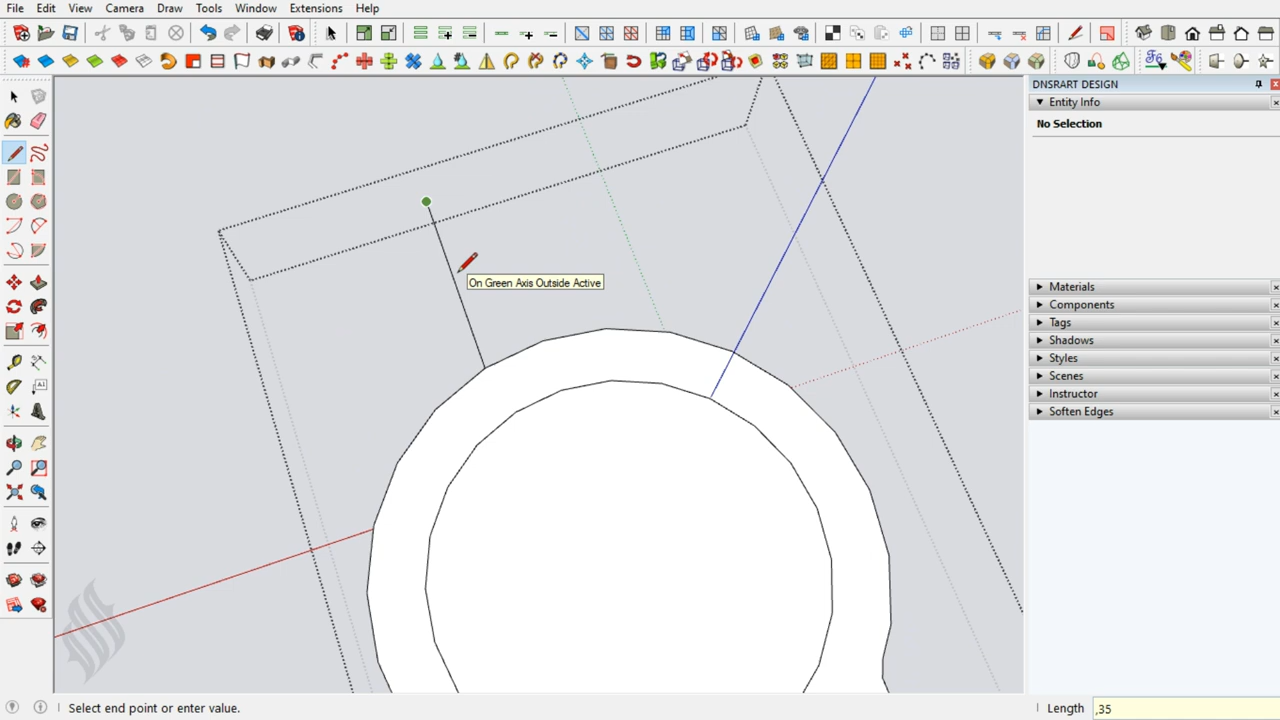 File Edit View Camera Draw Tools Window Extensions Help
DNSRART DESIGN
Entity Info
No Selection
On Green Axis Outside Active
Materials
Components
Tags
Shadows
Styles
Scenes
Instructor
Soften Edges
Select end point or enter value.
Length ,35